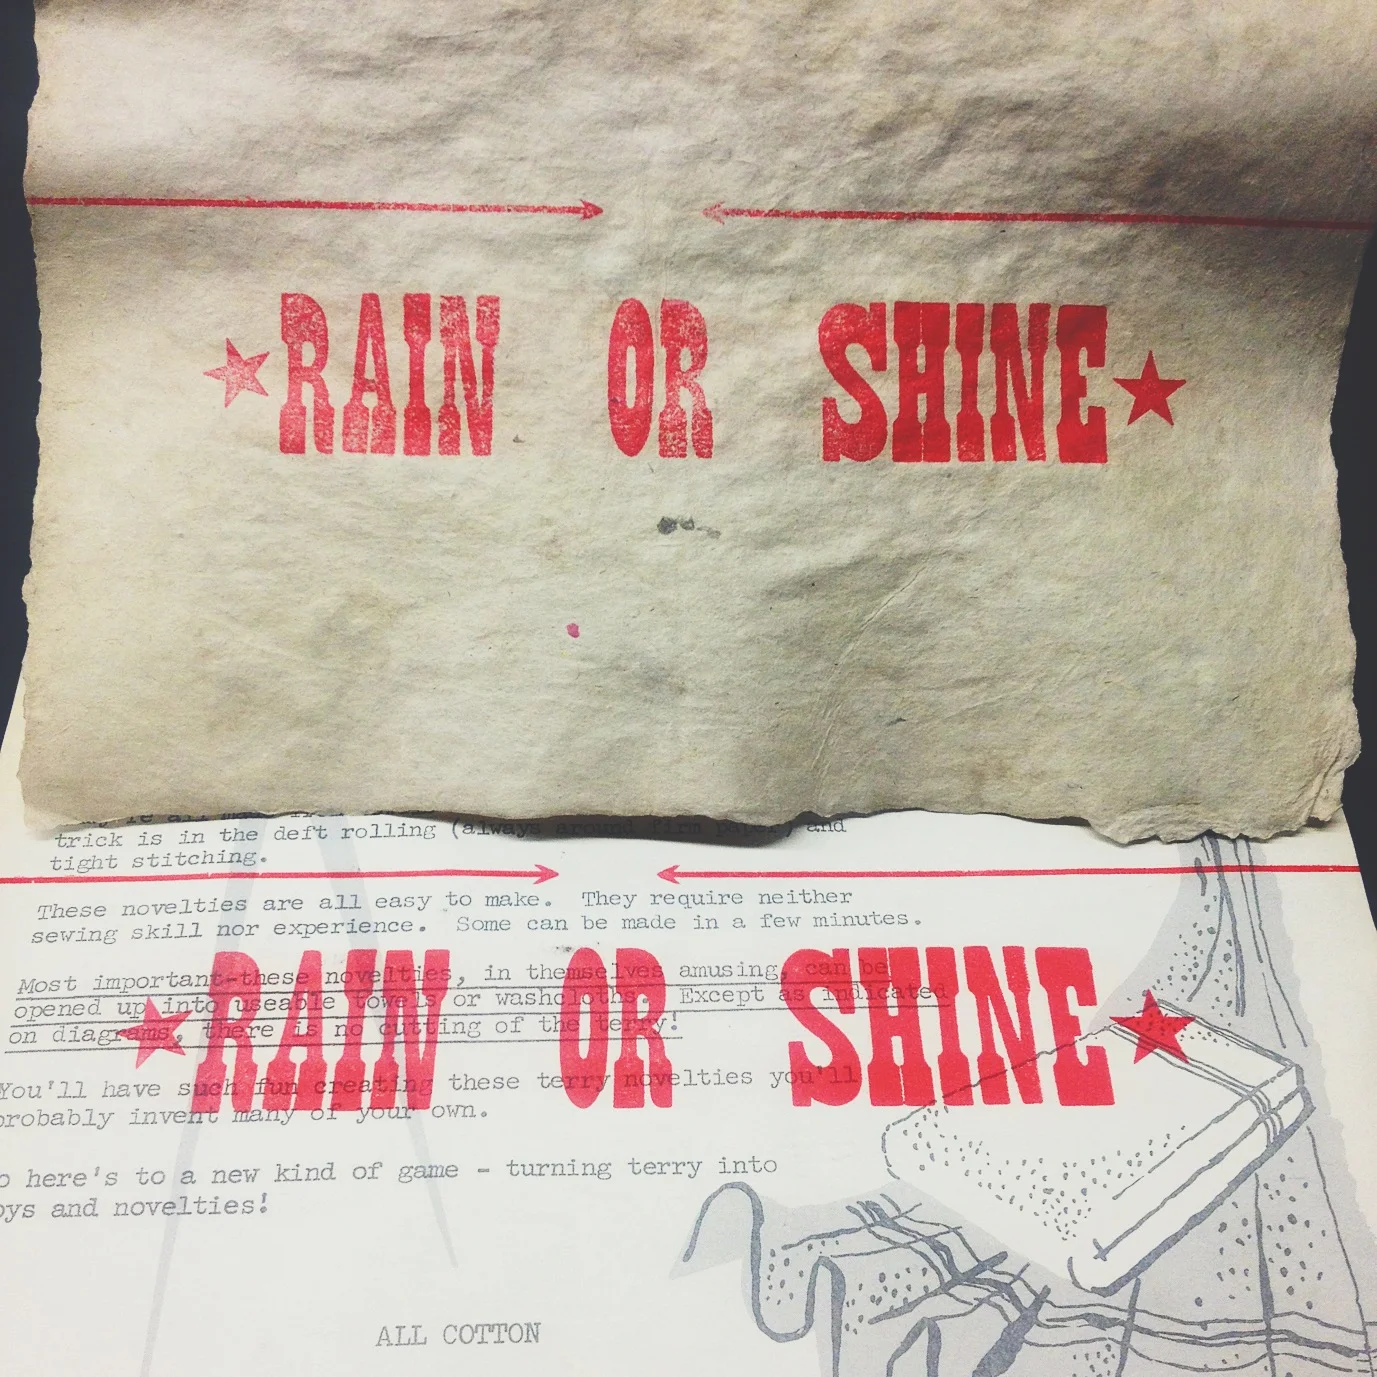 RAIN OR SHINE
trick is in the deft rolling (always around firm paper) and
tight stitching.
These novelties are all easy to make. They require neither
sewing skill nor experience. Some can be made in a few minutes.
Most important-these novelties, in themselves amusing, can be
opened up into useable towels or washcloths. Except as indicated
on diagrams, there is no cutting of the terry!
RAIN OR SHINE
You'll have such fun creating these terry novelties you'll
probably invent many of your own.
here's to a new kind of game - turning terry into
and novelties!
ALL COTTON